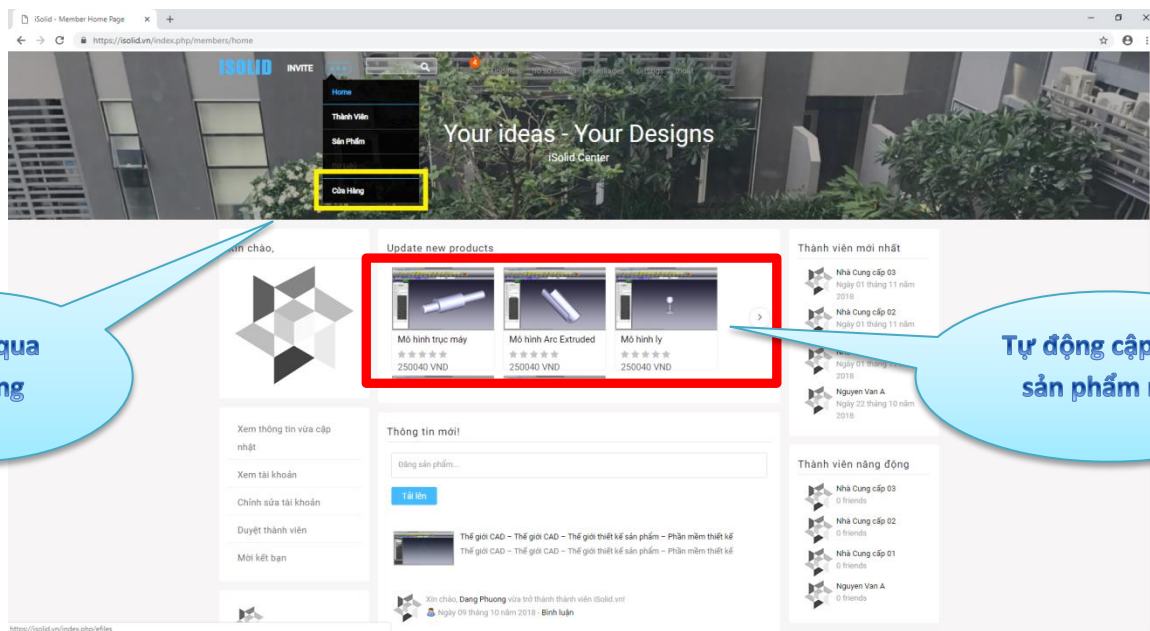 iSolid - Member Home Page
https://isolid.vn/index.php/members/home
ISOLID INVITE
4
Home
Thành Viên
Sản Phẩm
Cửa Hàng
Your ideas - Your Designs
iSolid Center
Xin chào,
Update new products
Mô hình trục máy
250040 VND
Mô hình Arc Extruded
250040 VND
Mô hình ly
250040 VND
Thành viên mới nhất
Nhà Cung cấp 03
Ngày 01 tháng 11 năm
2018
Nhà Cung cấp 02
Ngày 01 tháng 11 năm
Ngày 01 tháng
2018
Nguyen Van A
Ngày 22 tháng 10 năm
2018
qua
ng
Tự động cập
sản phẩm
Xem thông tin vừa cập
nhật
Xem tài khoản
Chỉnh sửa tài khoản
Duyệt thành viên
Mời kết bạn
Thông tin mới!
Đăng sản phẩm...
Tải lên
Thế giới CAD – Thế giới CAD – Thế giới thiết kế sản phẩm – Phần mềm thiết kế
Thế giới CAD – Thế giới CAD – Thế giới thiết kế sản phẩm – Phần mềm thiết kế
Xin chào, Dang Phuong vừa trở thành thành viên iSolid.vn!
Ngày 09 tháng 10 năm 2018 - Bình luận
Thành viên năng động
Nhà Cung cấp 03
0 friends
Nhà Cung cấp 02
0 friends
Nhà Cung cấp 01
0 friends
Nguyen Van A
0 friends
https://isolid.vn/index.php/efiles